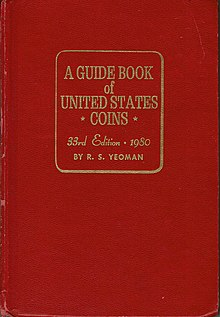 A GUIDE BOOK
of
UNITED STATES
* COINS *
33rd Edition • 1980
BY R. S. YEOMAN